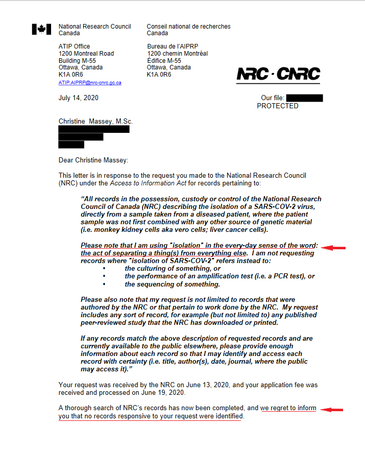 National Research Council
Canada
Conseil national de recherches
Canada
ATIP Office
1200 Montreal Road
Building M-55
Ottawa, Canada
K1A 0R6
ATIP.AIPRP@nrc-cnrc.gc.ca
Bureau de l'AIPRP
1200 chemin Montréal
Édifice M-55
Ottawa, Canada
K1A 0R6
NRC·CNRC
July 14, 2020
Our file:
PROTECTED
Christine Massey, M.Sc.
Dear Christine Massey:
This letter is in response to the request you made to the National Research Council
(NRC) under the Access to Information Act for records pertaining to:
"All records in the possession, custody or control of the National Research
Council of Canada (NRC) describing the isolation of a SARS-COV-2 virus,
directly from a sample taken from a diseased patient, where the patient
sample was not first combined with any other source of genetic material
(i.e. monkey kidney cells aka vero cells; liver cancer cells).
Please note that I am using "isolation" in the every-day sense of the word:
the act of separating a thing(s) from everything else. I am not requesting
records where "isolation of SARS-COV-2" refers instead to:
• the culturing of something, or
• the performance of an amplification test (i.e. a PCR test), or
• the sequencing of something.
Please also note that my request is not limited to records that were
authored by the NRC or that pertain to work done by the NRC. My request
includes any sort of record, for example (but not limited to) any published
peer-reviewed study that the NRC has downloaded or printed.
If any records match the above description of requested records and are
currently available to the public elsewhere, please provide enough
information about each record so that I may identify and access each
record with certainty (i.e. title, author(s), date, journal, where the public
may access it)."
Your request was received by the NRC on June 13, 2020, and your application fee was
received and processed on June 19, 2020.
A thorough search of NRC's records has now been completed, and we regret to inform
you that no records responsive to your request were identified.